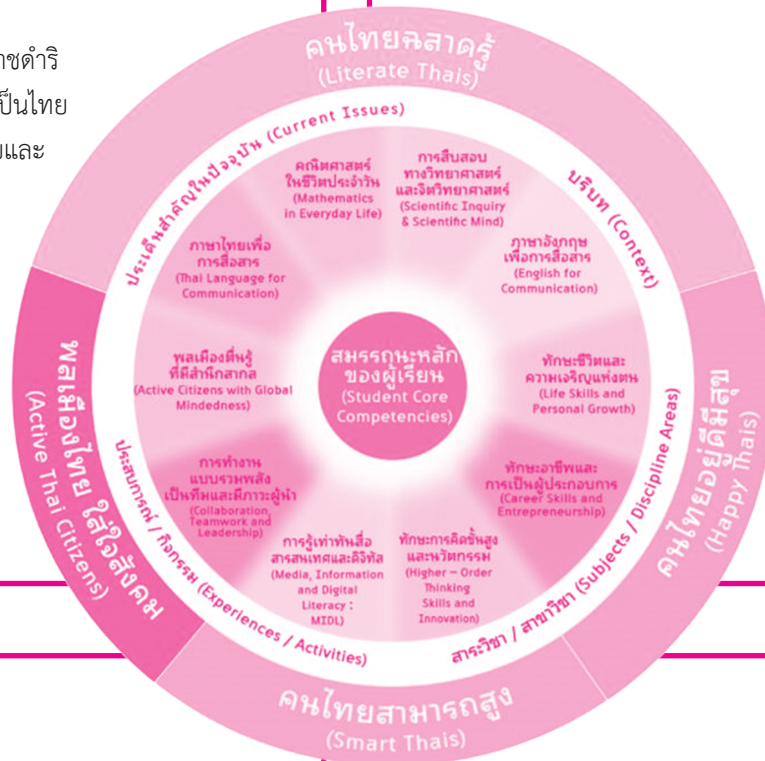 าชดำริ
เป็นไทย
และ
คนไทยฉลาดรู้
(Literate Thais)
ประเด็นสำคัญในปัจจุบัน (Current Issues)
บริบท (Context)
คณิตศาสตร์
ในชีวิตประจำวัน
(Mathematics
in Everyday Life)
การสืบสอบ
ทางวิทยาศาสตร์
และจิตวิทยาศาสตร์
(Scientific Inquiry
& Scientific Mind)
ภาษาไทยเพื่อ
การสื่อสาร
(Thai Language for
Communication)
ภาษาอังกฤษ
เพื่อการสื่อสาร
(English for
Communication)
พลเมืองตื่นรู้
ที่มีสำนึกสากล
(Active Citizens with Global
Mindedness)
สมรรถนะหลัก
ของผู้เรียน
(Student Core
Competencies)
ทักษะชีวิตและ
ความเจริญแห่งตน
(Life Skills and
Personal Growth)
การทำงาน
แบบรวมพลัง
เป็นทีมและมีภาวะผู้นำ
(Collaboration,
Teamwork and
Leadership)
ทักษะอาชีพและ
การเป็นผู้ประกอบการ
(Career Skills and
Entrepreneurship)
การรู้เท่าทันสื่อ
สารสนเทศและดิจิทัล
(Media, Information
and Digital
Literacy :
MIDL)
ทักษะการคิดขั้นสูง
และนวัตกรรม
(Higher – Order
Thinking
Skills and
Innovation)
ประสบการณ์ / กิจกรรม (Experiences / Activities)
สาระวิชา / สาขาวิชา (Subjects / Discipline Areas)
พลเมืองไทย ใส่ใจสังคม
(Active Thai Citizens)
คนไทยอยู่ดีมีสุข
(Happy Thais)
คนไทยสามารถสูง
(Smart Thais)